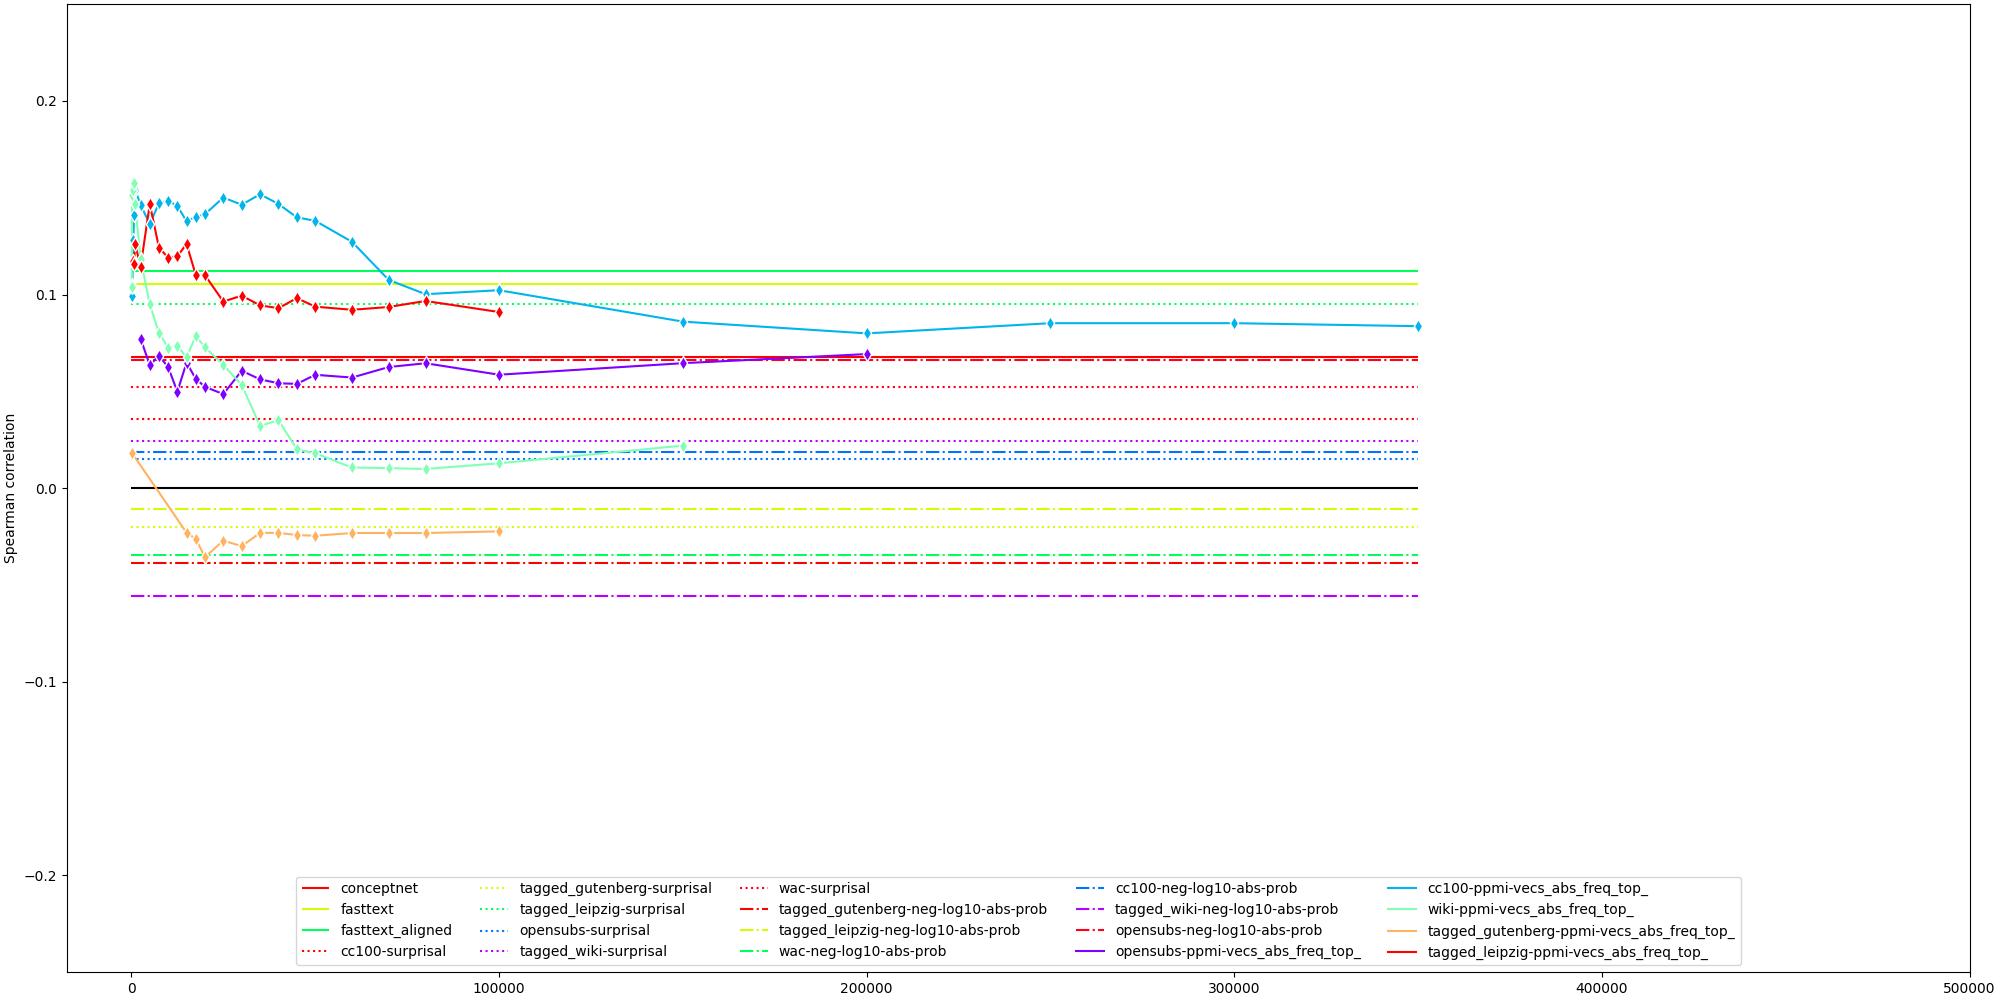 0.2
0.1
0.0
−0.1
−0.2
Spearman correlation
conceptnet
fasttext
fasttext_aligned
cc100-surprisal
tagged_gutenberg-surprisal
tagged_leipzig-surprisal
opensubs-surprisal
tagged_wiki-surprisal
wac-surprisal
tagged_gutenberg-neg-log10-abs-prob
tagged_leipzig-neg-log10-abs-prob
wac-neg-log10-abs-prob
cc100-neg-log10-abs-prob
tagged_wiki-neg-log10-abs-prob
opensubs-neg-log10-abs-prob
opensubs-ppmi-vecs_abs_freq_top_
cc100-ppmi-vecs_abs_freq_top_
wiki-ppmi-vecs_abs_freq_top_
tagged_gutenberg-ppmi-vecs_abs_freq_top_
tagged_leipzig-ppmi-vecs_abs_freq_top_
0 100000 200000 300000 400000 500000